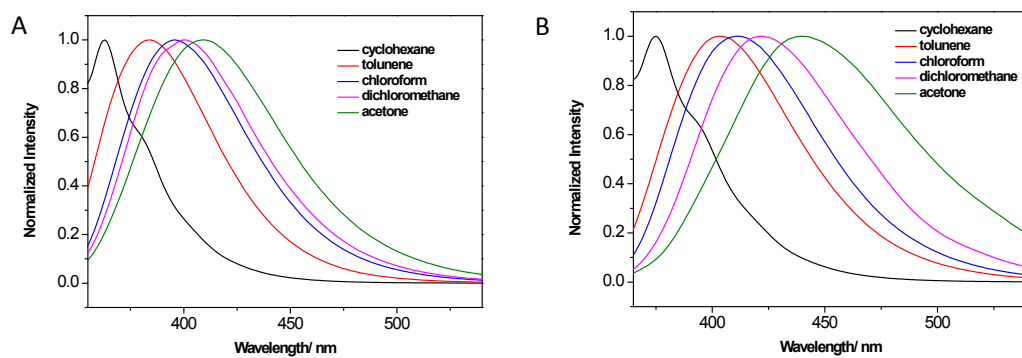 A
1.0
0.8
0.6
0.4
0.2
0.0
Normalized Intensity
400
450
500
Wavelength/ nm
cyclohexane
tolunene
chloroform
dichloromethane
acetone
B
1.0
0.8
0.6
0.4
0.2
0.0
Normalized Intensity
400
450
500
Wavelength/ nm
cyclohexane
tolunene
chloroform
dichloromethane
acetone